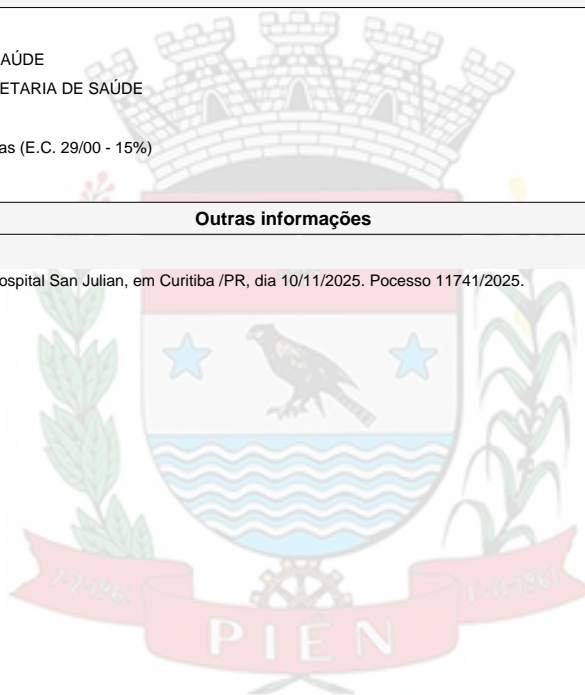 AÚDE
ETARIA DE SAÚDE
as (E.C. 29/00 - 15%)
Outras informações
ospital San Julian, em Curitiba /PR, dia 10/11/2025. Pocesso 11741/2025.
PIÊN